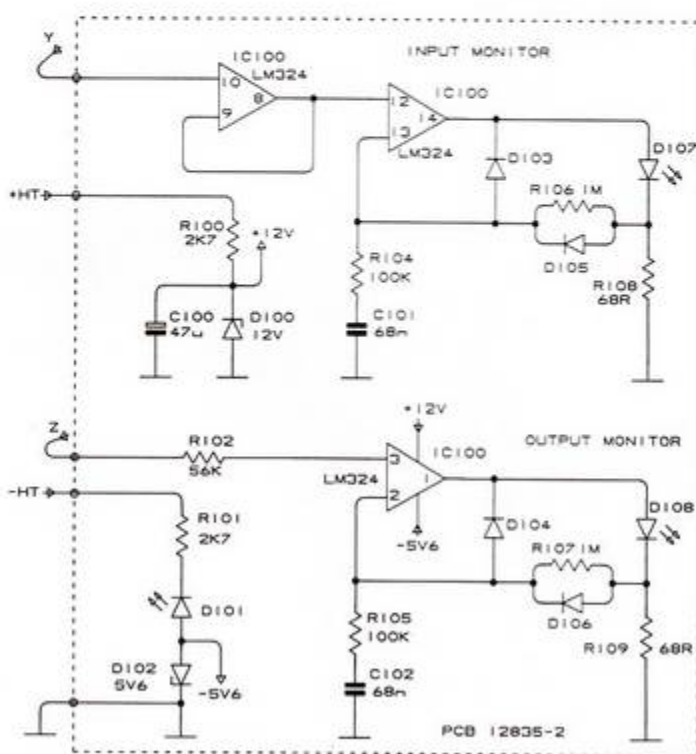 Y
IC100
LM324
10
9
8
INPUT MONITOR
IC100
12
13
14
LM324
D103
D107
R106 1M
D105
R108
68R
+HT
R100
2K7
+12V
C100
47u
D100
12V
R104
100K
C101
68n
Z
R102
56K
+12V
IC100
LM324
3
2
1
-5V6
OUTPUT MONITOR
-HT
R101
2K7
D101
D102
5V6
-5V6
D104
D108
R107 1M
D106
R109
68R
R105
100K
C102
68n
PCB 12835-2